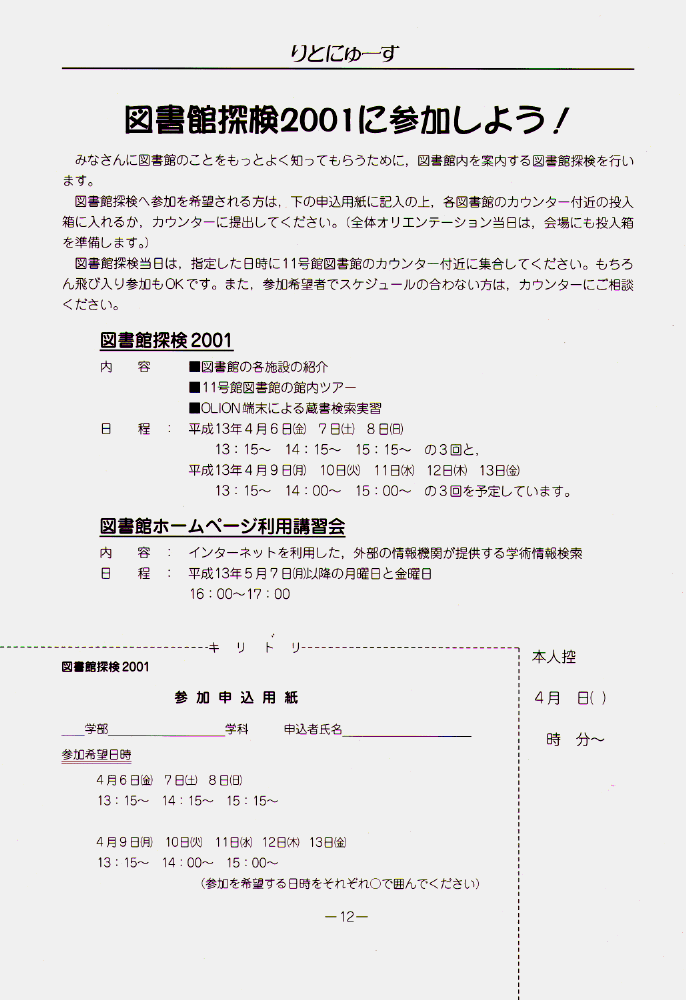 りとにゅーす
図書館探検2001に参加しよう！
みなさんに図書館のことをもっとよく知ってもらうために，図書館内を案内する図書館探検を行い
ます。
図書館探検へ参加を希望される方は，下の申込用紙に記入の上，各図書館のカウンター付近の投入
箱に入れるか，カウンターに提出してください。（全体オリエンテーション当日は，会場にも投入箱
を準備します。）
図書館探検当日は，指定した日時に11号館図書館のカウンター付近に集合してください。もちろ
ん飛び入り参加もOKです。また，参加希望者でスケジュールの合わない方は，カウンターにご相談
ください。
図書館探検2001
内　容　■図書館の各施設の紹介
■11号館図書館の館内ツアー
■OLION端末による蔵書検索実習
日　程：平成13年4月6日㈮　7日㈯　8日㈰
13：15～　14：15～　15：15～　の3回と，
平成13年4月9日㈪　10日㈫　11日㈬　12日㈭　13日㈮
13：15～　14：00～　15：00～　の3回を予定しています。
図書館ホームページ利用講習会
内　容：インターネットを利用した，外部の情報機関が提供する学術情報検索
日　程：平成13年5月7日㈪以降の月曜日と金曜日
16：00～17：00
キ　リ　ト　リ
図書館探検2001
参加申込用紙
学部　学科　申込者氏名
参加希望日時
4月6日㈮　7日㈯　8日㈰
13：15～　14：15～　15：15～
4月9日㈪　10日㈫　11日㈬　12日㈭　13日㈮
13：15～　14：00～　15：00～
（参加を希望する日時をそれぞれ○で囲んでください）
本人控
4月　日(　)
時　分～
－12－